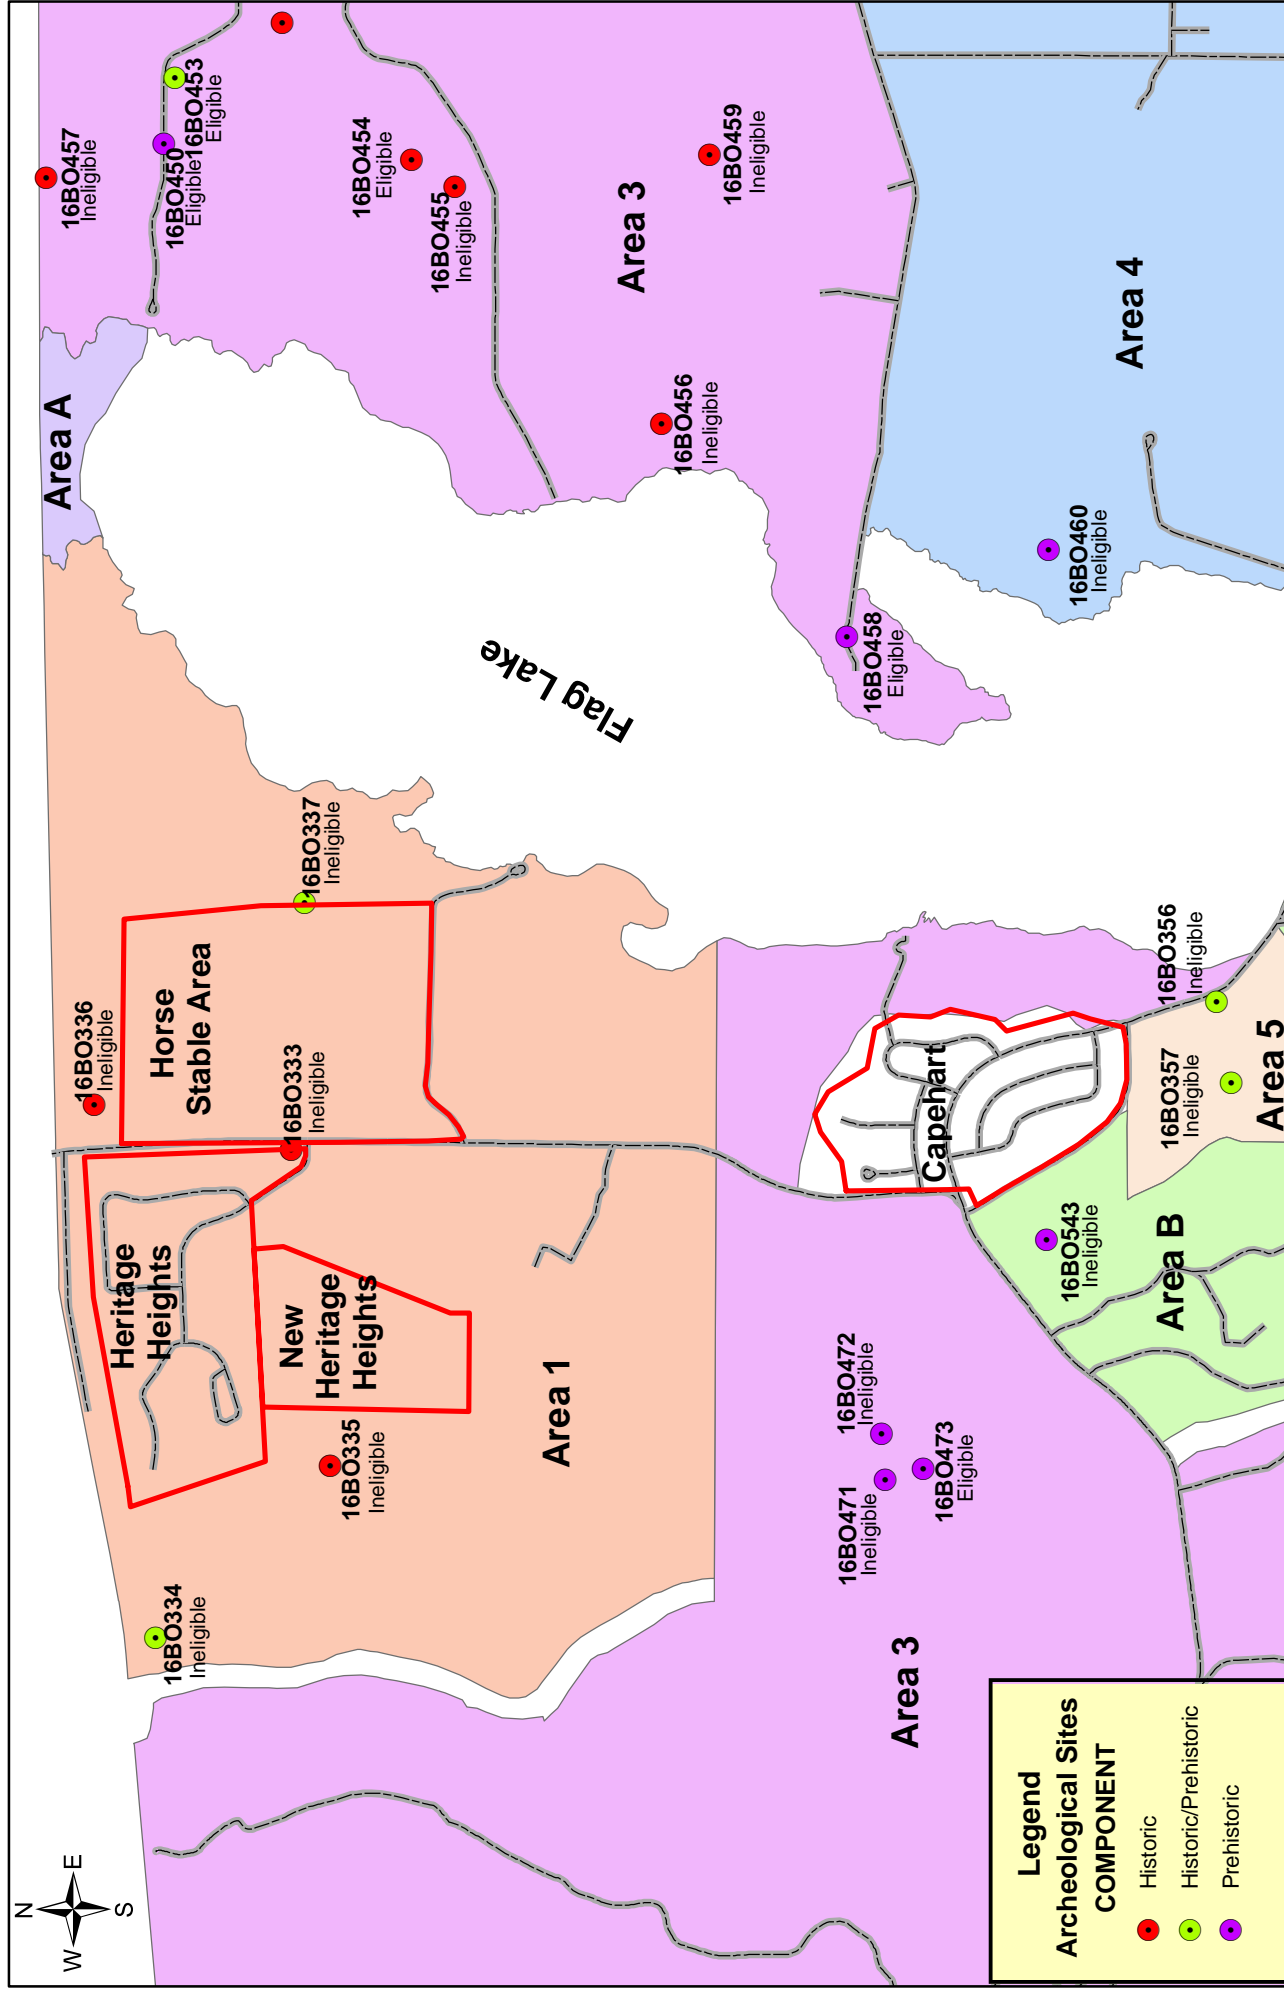 N
W
E
S
16BO457
Ineligible
16BO450
Eligible
16BO453
Eligible
16BO454
Eligible
16BO455
Ineligible
Area 3
16BO459
Ineligible
16BO456
Ineligible
Area A
Area 4
16BO460
Ineligible
16BO458
Eligible
Flag Lake
16BO337
Ineligible
16BO336
Ineligible
Horse
Stable Area
16BO333
Ineligible
Heritage
Heights
New
Heritage
Heights
16BO335
Ineligible
Area 1
16BO334
Ineligible
Capehart
16BO356
Ineligible
16BO357
Ineligible
Area 5
16BO543
Ineligible
Area B
16BO472
Ineligible
16BO471
Ineligible
16BO473
Eligible
Area 3
Legend
Archeological Sites
COMPONENT
Historic
Historic/Prehistoric
Prehistoric